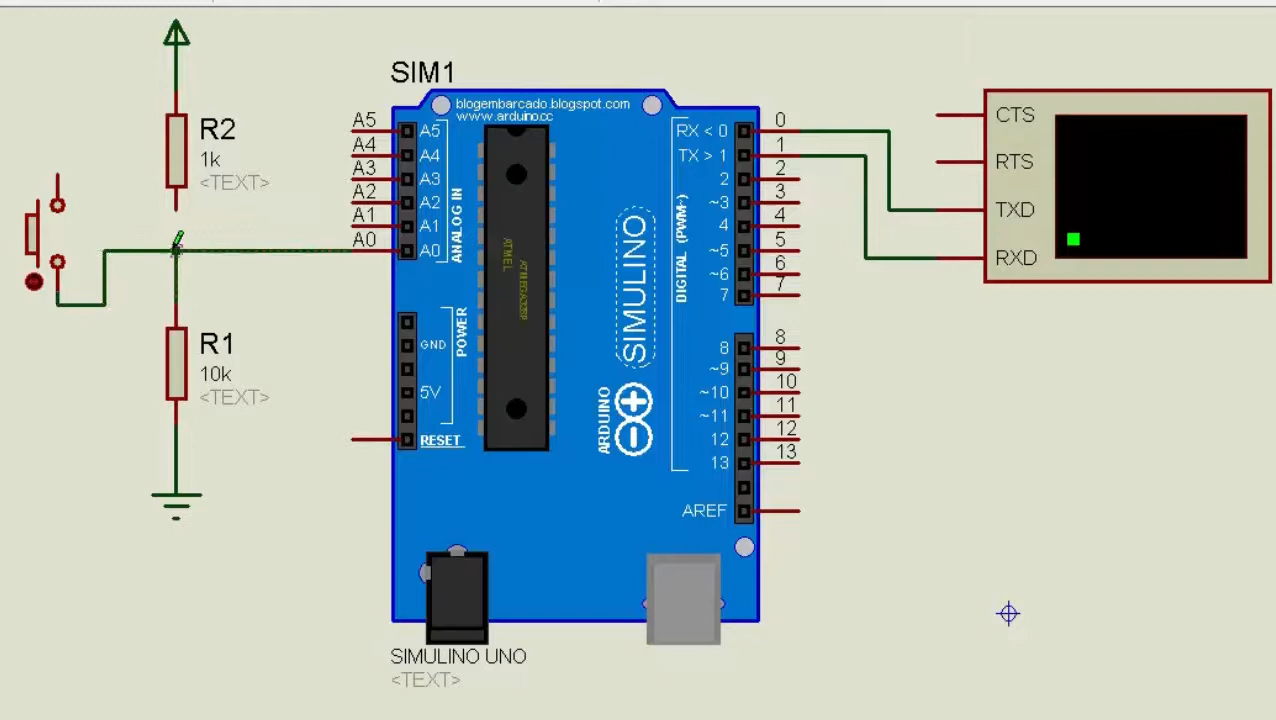 SIM1
blogembarcado.blogspot.com
www.arduino.cc
R2
1k
<TEXT>
R1
10k
<TEXT>
A5
A4
A3
A2
A1
A0
A5
A4
A3
A2
A1
A0
ANALOG IN
GND
5V
POWER
RESET
ATMEL
SIMULINO
ARDUINO
DIGITAL (PWM~)
RX < 0
TX > 1
2
~3
4
~5
~6
7
8
~9
~10
~11
12
13
AREF
0
1
2
3
4
5
6
7
8
9
10
11
12
13
CTS
RTS
TXD
RXD
SIMULINO UNO
<TEXT>